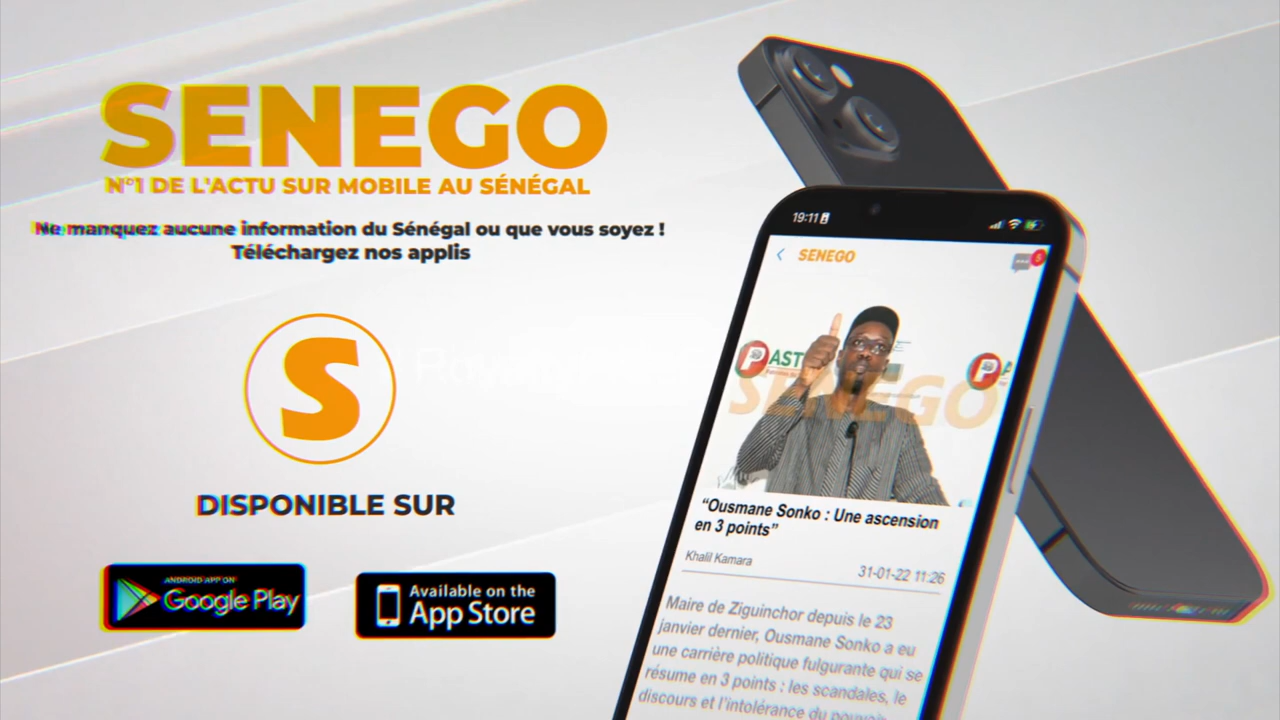 SENEGO
N°1 DE L'ACTU SUR MOBILE AU SÉNÉGAL
Ne manquez aucune information du Sénégal ou que vous soyez !
Téléchargez nos applis
S
DISPONIBLE SUR
ANDROID APP ON
Google Play
Available on the
App Store
19:11
SENEGO
P AST
P
SENEGO
“Ousmane Sonko : Une ascension
en 3 points”
Khalil Kamara
31-01-22 11:26
Maire de Ziguinchor depuis le 23
janvier dernier, Ousmane Sonko a eu
une carrière politique fulgurante qui se
résume en 3 points : les scandales, le
discours et l'intolérance du pouvoir